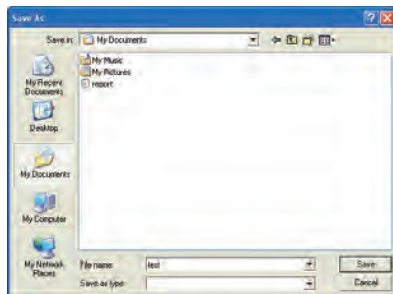 Save As
Save in:
My Documents
My Recent
Documents
Desktop
My Documents
My Computer
My Network
Places
My Music
My Pictures
report
File name:
test
Save
Save as type:
Cancel